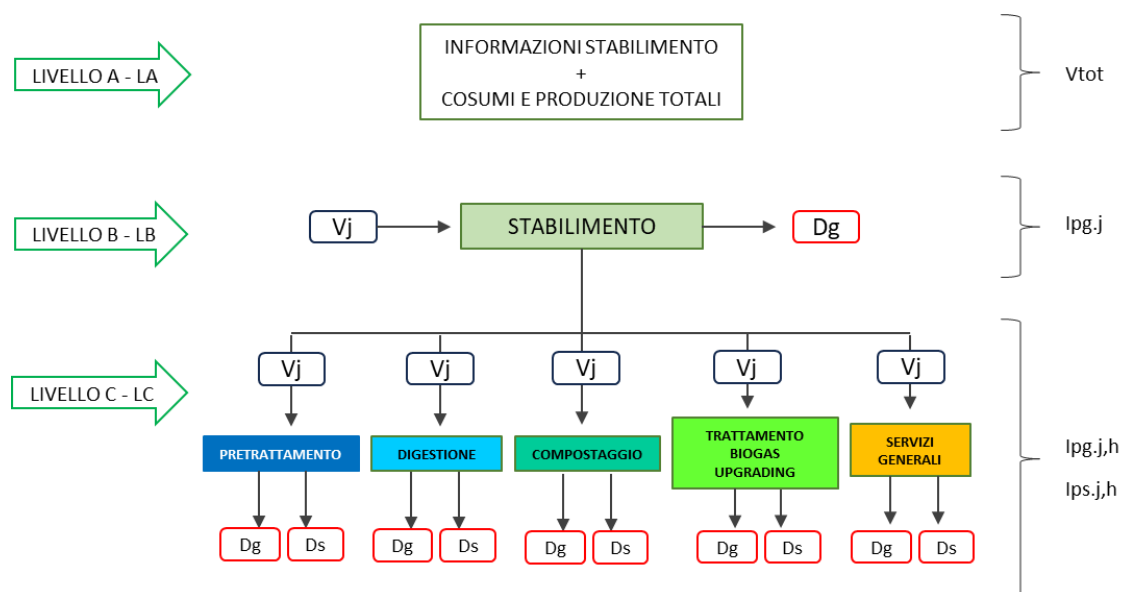 LIVELLO A - LA
INFORMAZIONI STABILIMENTO
+
COSUMI E PRODUZIONE TOTALI
Vtot
LIVELLO B - LB
Vj
STABILIMENTO
Dg
Ipg.j
LIVELLO C - LC
Vj
Vj
Vj
Vj
Vj
PRETRATTAMENTO
DIGESTIONE
COMPOSTAGGIO
TRATTAMENTO
BIOGAS
UPGRADING
SERVIZI
GENERALI
Ipg.j,h
Ips.j,h
Dg
Ds
Dg
Ds
Dg
Ds
Dg
Ds
Dg
Ds